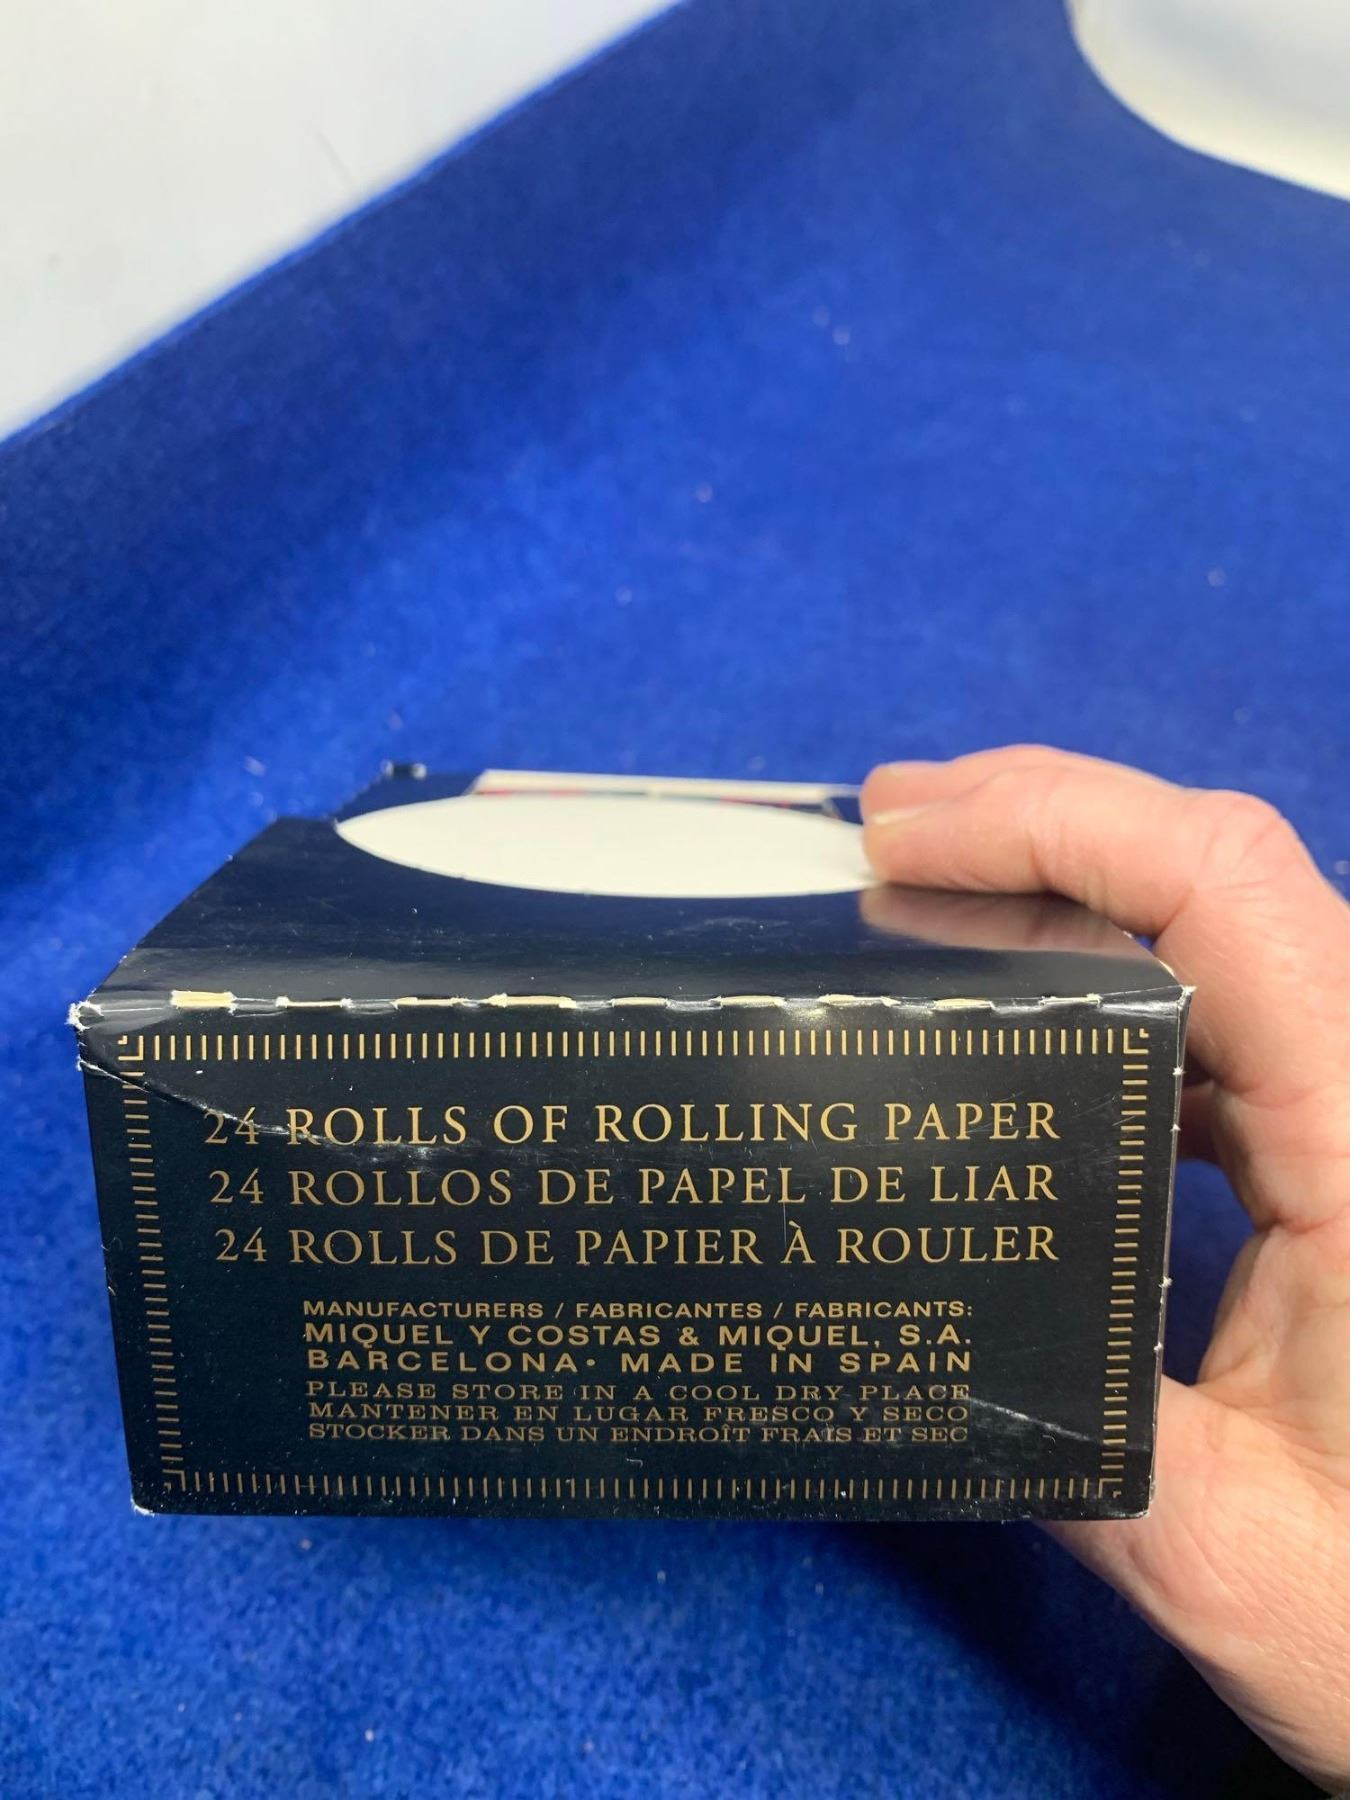 24 ROLLS OF ROLLING PAPER
24 ROLLOS DE PAPEL DE LIAR
24 ROLLS DE PAPIER À ROULER
MANUFACTURERS / FABRICANTES / FABRICANTS:
MIQUEL Y COSTAS & MIQUEL, S.A.
BARCELONA• MADE IN SPAIN
PLEASE STORE IN A COOL DRY PLACE
MANTENER EN LUGAR FRESCO Y SECO
STOCKER DANS UN ENDROÎT FRAIS ET SEC